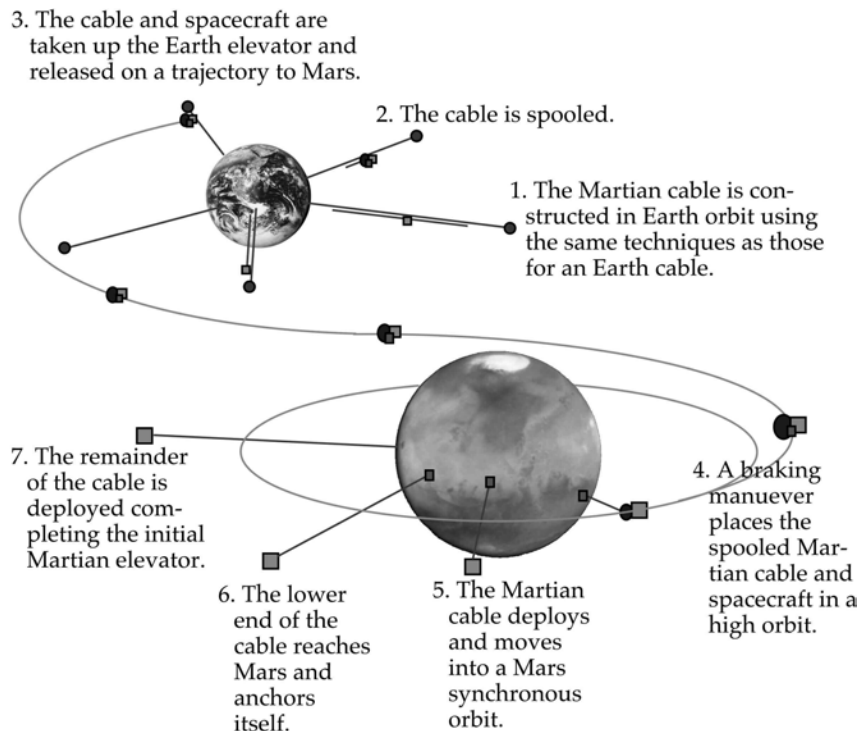 3. The cable and spacecraft are
taken up the Earth elevator and
released on a trajectory to Mars.
2. The cable is spooled.
1. The Martian cable is con-
structed in Earth orbit using
the same techniques as those
for an Earth cable.
7. The remainder
of the cable is
deployed com-
pleting the initial
Martian elevator.
6. The lower
end of the
cable reaches
Mars and
anchors
itself.
5. The Martian
cable deploys
and moves
into a Mars
synchronous
orbit.
4. A braking
manuever
places the
spooled Mar-
tian cable and
spacecraft in a
high orbit.